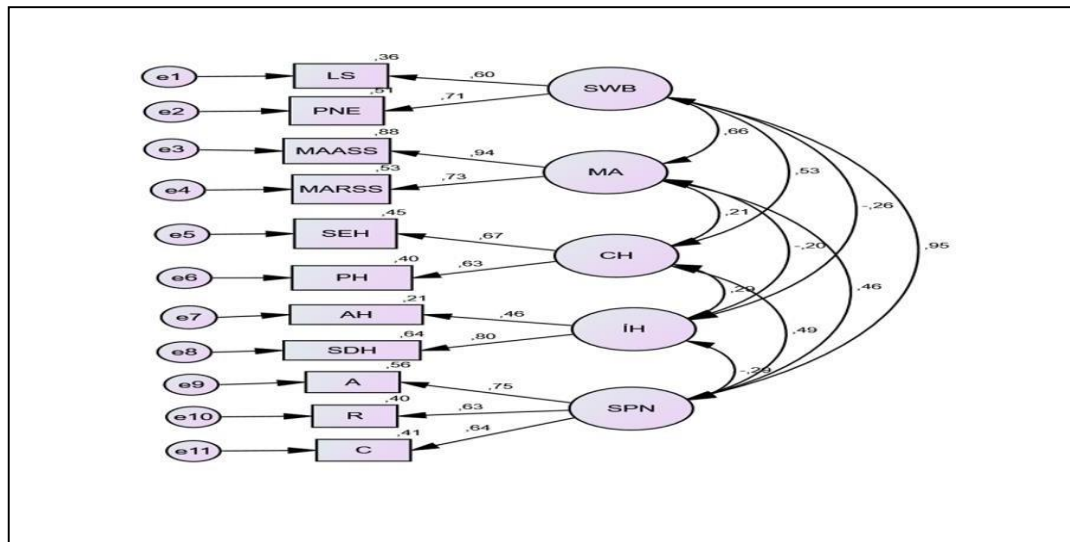 ,36
e1 LS ,60 SWB
,51
e2 PNE ,71
,88 ,66
e3 MAASS ,94 MA ,53
,53
e4 MARSS ,73
,45 ,21 -,26
e5 SEH ,67 -,20 ,95
,40 CH
e6 PH ,63 ,46
,21 ,29
e7 AH ,46 İH ,49
,64
e8 SDH ,80
,56 -,29
e9 A ,75
,40 SPN
e10 R ,63
,41 ,64
e11 C